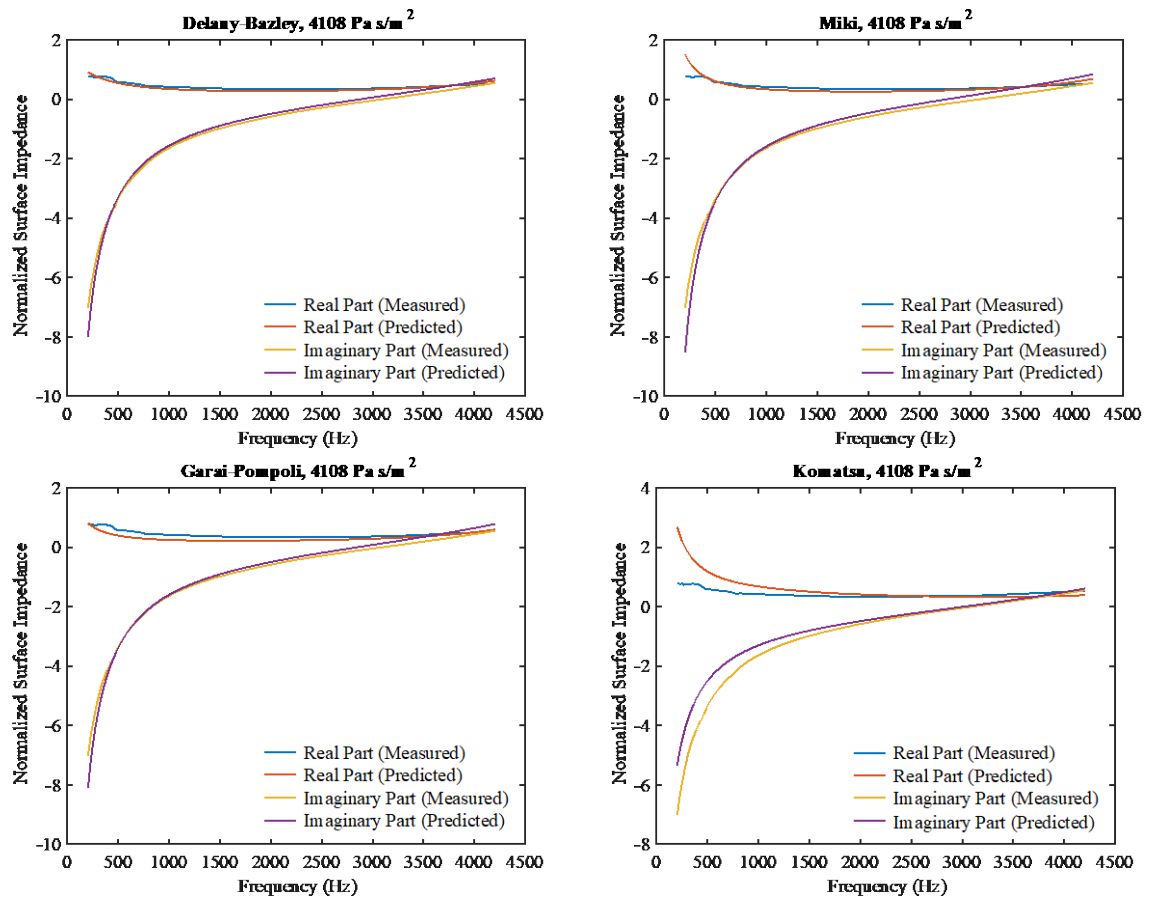 Delany-Bazley, 4108 Pa s/m²
Normalized Surface Impedance
2
0
-2
-4
-6
-8
-10
Real Part (Measured)
Real Part (Predicted)
Imaginary Part (Measured)
Imaginary Part (Predicted)
0 500 1000 1500 2000 2500 3000 3500 4000 4500
Frequency (Hz)
Miki, 4108 Pa s/m²
Normalized Surface Impedance
2
0
-2
-4
-6
-8
-10
Real Part (Measured)
Real Part (Predicted)
Imaginary Part (Measured)
Imaginary Part (Predicted)
0 500 1000 1500 2000 2500 3000 3500 4000 4500
Frequency (Hz)
Garai-Pompoli, 4108 Pa s/m²
Normalized Surface Impedance
2
0
-2
-4
-6
-8
-10
Real Part (Measured)
Real Part (Predicted)
Imaginary Part (Measured)
Imaginary Part (Predicted)
0 500 1000 1500 2000 2500 3000 3500 4000 4500
Frequency (Hz)
Komatsu, 4108 Pa s/m²
Normalized Surface Impedance
4
2
0
-2
-4
-6
-8
Real Part (Measured)
Real Part (Predicted)
Imaginary Part (Measured)
Imaginary Part (Predicted)
0 500 1000 1500 2000 2500 3000 3500 4000 4500
Frequency (Hz)